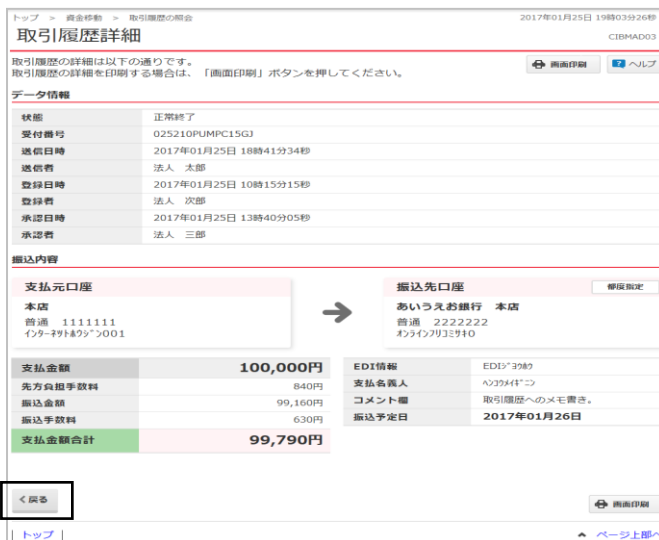 トップ > 資金移動 > 取引履歴の照会
2017年01月25日 19時03分26秒
取引履歴詳細
CIBMAD03
取引履歴の詳細は以下の通りです。
取引履歴の詳細を印刷する場合は、「画面印刷」ボタンを押してください。
画面印刷
ヘルプ
データ情報
状態 正常終了
受付番号 025210PUMPC15GJ
送信日時 2017年01月25日 18時41分34秒
送信者 法人 太郎
登録日時 2017年01月25日 10時15分15秒
登録者 法人 次郎
承認日時 2017年01月25日 13時40分05秒
承認者 法人 三郎
振込内容
支払元口座
本店
普通 1111111
インターネットホウジン001
振込先口座
都度指定
あいうえお銀行 本店
普通 2222222
オンラインフリコミサキ0
支払金額 100,000円
先方負担手数料 840円
振込金額 99,160円
振込手数料 630円
支払金額合計 99,790円
EDI情報 EDIジョウホウ
支払名義人 ヘンコウメイギニン
コメント欄 取引履歴へのメモ書き。
振込予定日 2017年01月26日
< 戻る
画面印刷
トップ |
ページ上部へ